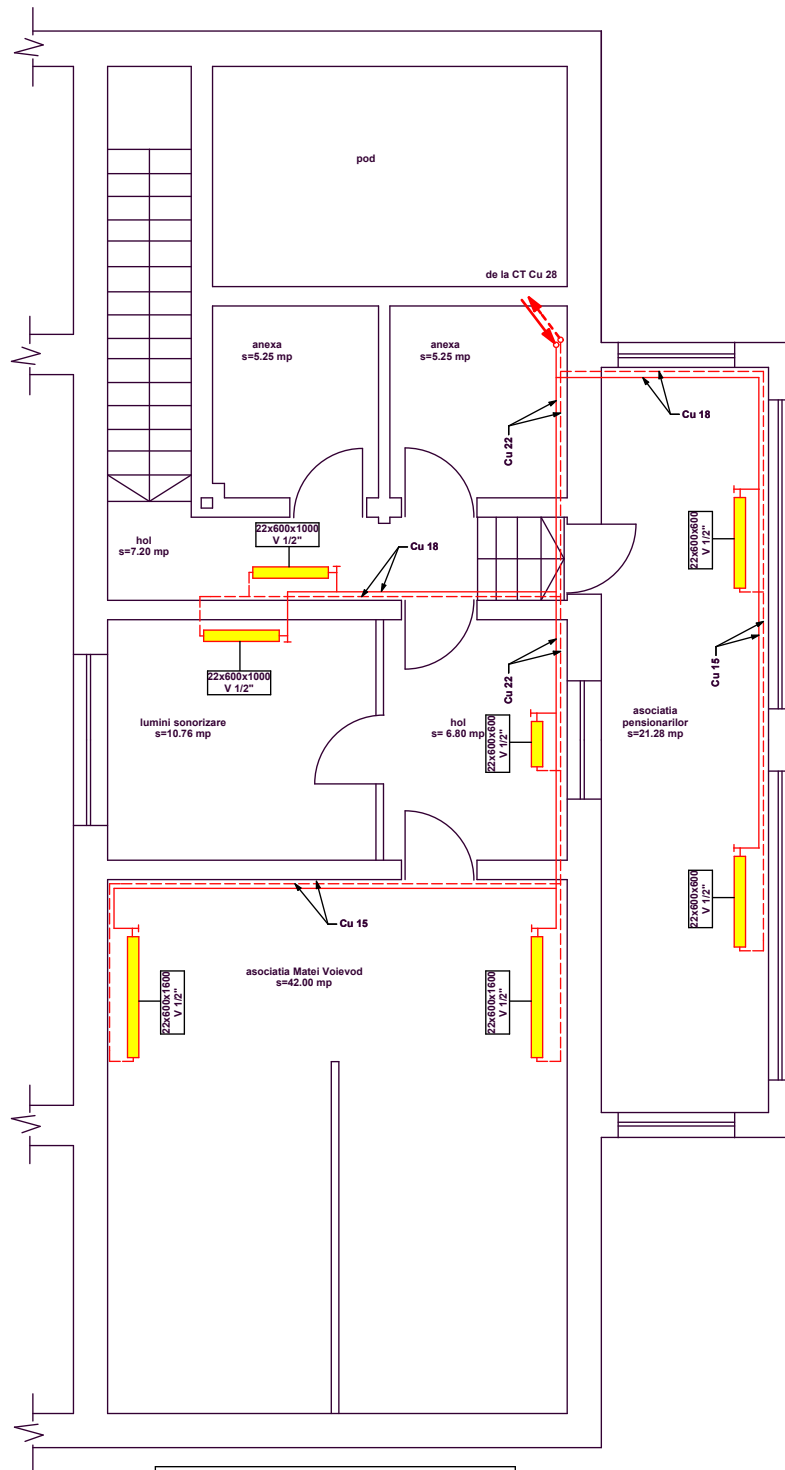 pod
de la CT Cu 28
anexa
s=5.25 mp
anexa
s=5.25 mp
Cu 18
Cu 22
hol
s=7.20 mp
22x600x1000
V 1/2"
Cu 18
22x600x600
V 1/2"
22x600x1000
V 1/2"
Cu 22
Cu 15
lumini sonorizare
s=10.76 mp
hol
s= 6.80 mp
22x600x600
V 1/2"
asociatia
pensionarilor
s=21.28 mp
22x600x600
V 1/2"
Cu 15
asociatia Matei Voievod
s=42.00 mp
22x600x1600
V 1/2"
22x600x1600
V 1/2"